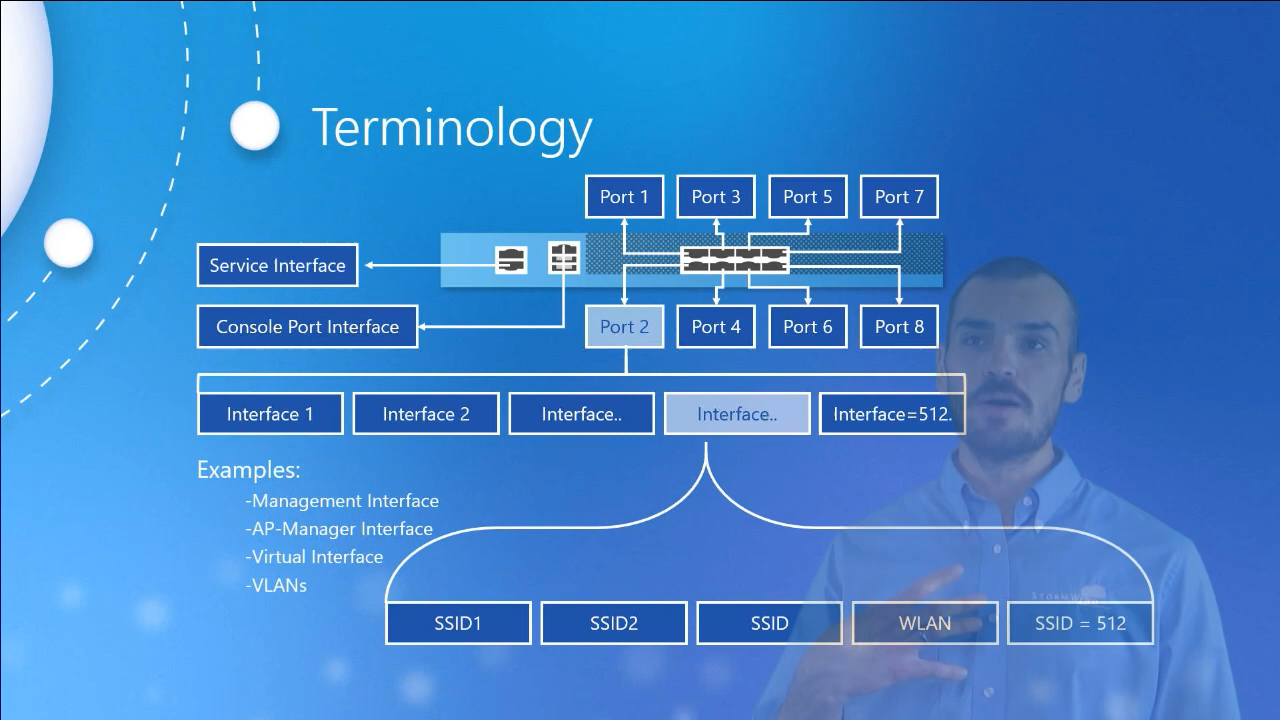 Terminology
Port 1
Port 3
Port 5
Port 7
Service Interface
Console Port Interface
Port 2
Port 4
Port 6
Port 8
Interface 1
Interface 2
Interface..
Interface..
Interface=512.
Examples:
-Management Interface
-AP-Manager Interface
-Virtual Interface
-VLANs
SSID1
SSID2
SSID
WLAN
SSID = 512